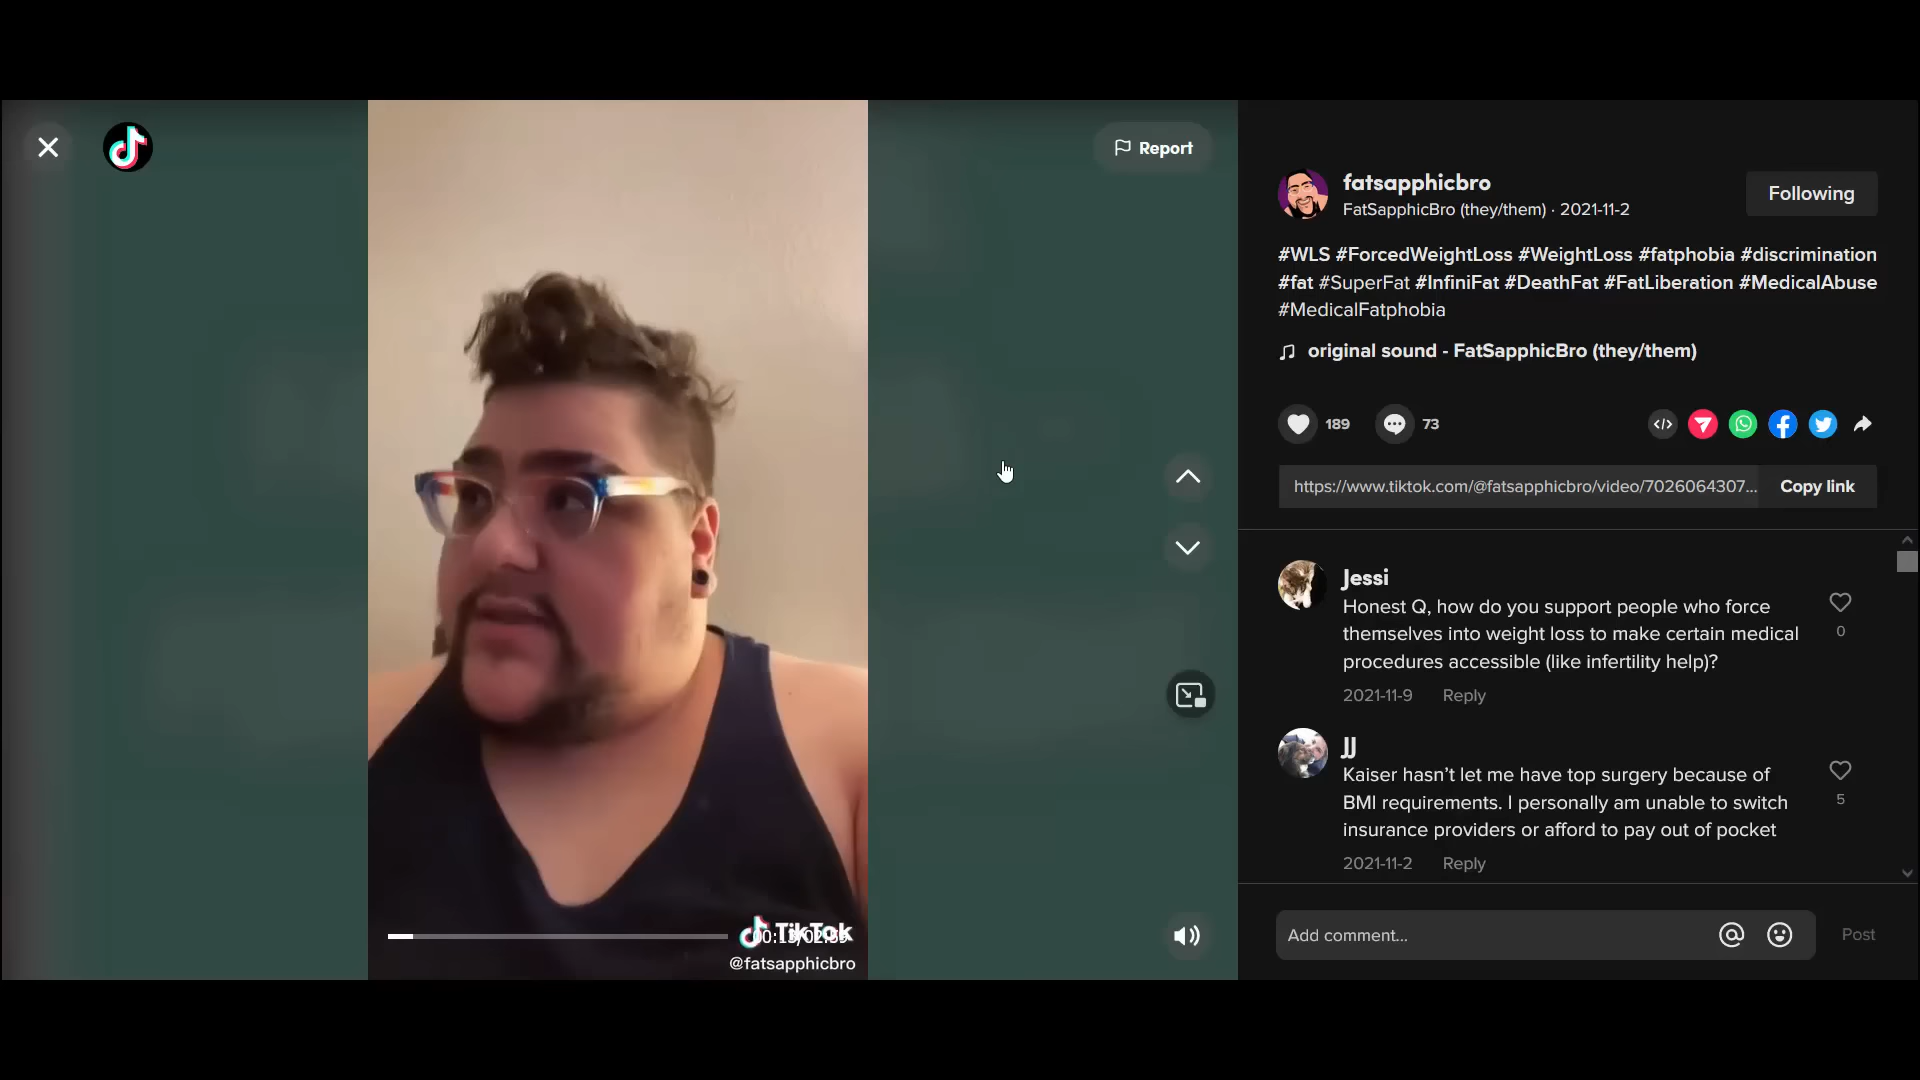 Report
TikTok
@fatsapphicbro
fatsapphicbro
FatSapphicBro (they/them) · 2021-11-2
Following
#WLS #ForcedWeightLoss #WeightLoss #fatphobia #discrimination
#fat #SuperFat #InfiniFat #DeathFat #FatLiberation #MedicalAbuse
#MedicalFatphobia
original sound - FatSapphicBro (they/them)
189
73
https://www.tiktok.com/@fatsapphicbro/video/7026064307...
Copy link
Jessi
Honest Q, how do you support people who force
themselves into weight loss to make certain medical
procedures accessible (like infertility help)?
0
2021-11-9 Reply
JJ
Kaiser hasn't let me have top surgery because of
BMI requirements. I personally am unable to switch
insurance providers or afford to pay out of pocket
5
2021-11-2 Reply
Add comment...
Post